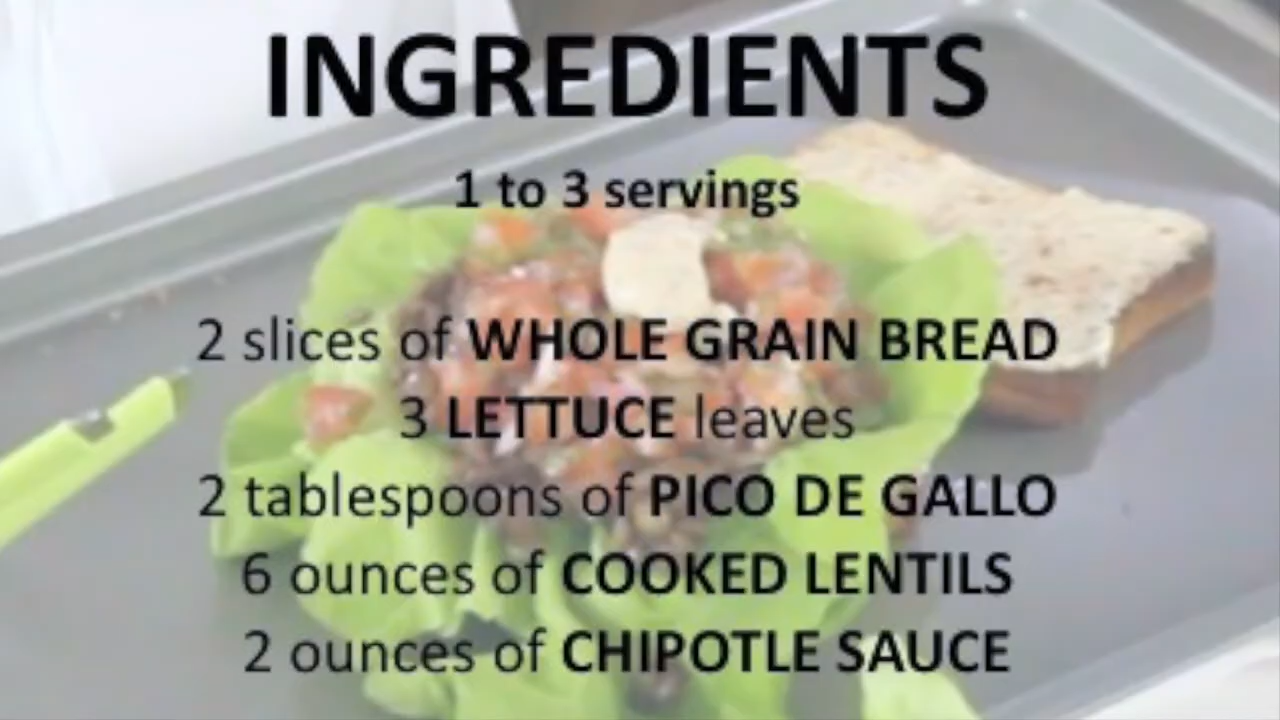 INGREDIENTS
1 to 3 servings
2 slices of WHOLE GRAIN BREAD
3 LETTUCE leaves
2 tablespoons of PICO DE GALLO
6 ounces of COOKED LENTILS
2 ounces of CHIPOTLE SAUCE